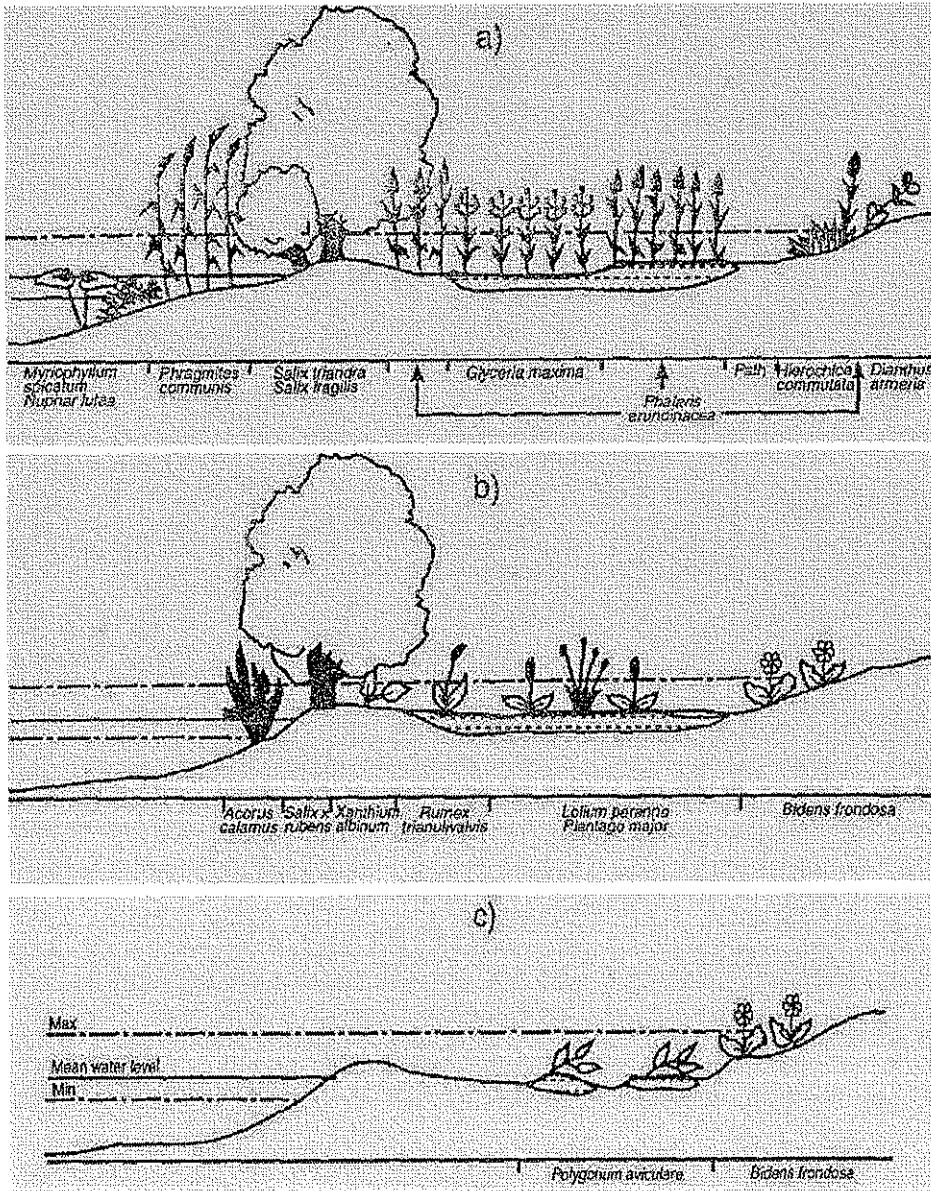 a)
Myriophyllum
spicatum
Nuphar lutae
Phragmites
communis
Salix triandra
Salix fragilis
Glyceria maxima
Phalaris
arundinacea
Path
Hierochloa
commutata
Dianthus
armeria
b)
Acorus
calamus
Salix x
rubens
Xanthium
albinum
Rumex
Lolium perenne
Plantago major
Bidens frondosa
c)
Max
Mean water level
Min
Polygonum aviculare
Bidens frondosa